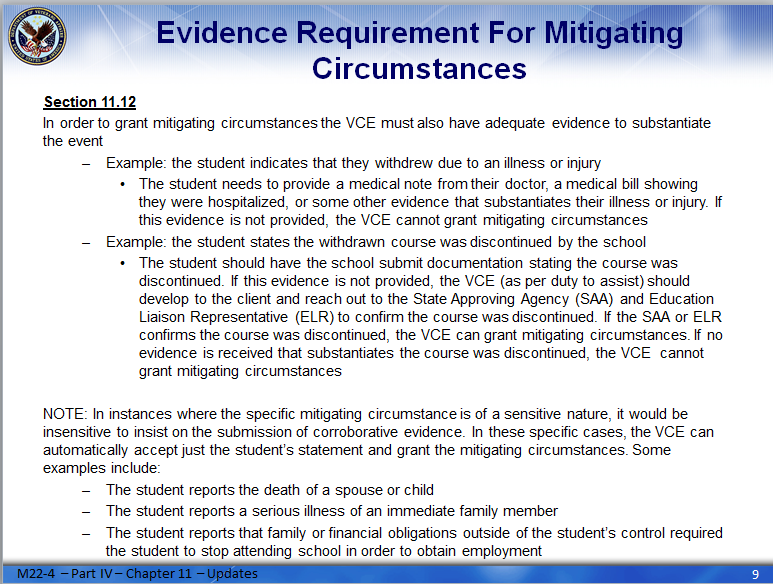 Evidence Requirement For Mitigating
Circumstances
Section 11.12
In order to grant mitigating circumstances the VCE must also have adequate evidence to substantiate
the event
– Example: the student indicates that they withdrew due to an illness or injury
• The student needs to provide a medical note from their doctor, a medical bill showing
they were hospitalized, or some other evidence that substantiates their illness or injury. If
this evidence is not provided, the VCE cannot grant mitigating circumstances
– Example: the student states the withdrawn course was discontinued by the school
• The student should have the school submit documentation stating the course was
discontinued. If this evidence is not provided, the VCE (as per duty to assist) should
develop to the client and reach out to the State Approving Agency (SAA) and Education
Liaison Representative (ELR) to confirm the course was discontinued. If the SAA or ELR
confirms the course was discontinued, the VCE can grant mitigating circumstances. If no
evidence is received that substantiates the course was discontinued, the VCE cannot
grant mitigating circumstances
NOTE: In instances where the specific mitigating circumstance is of a sensitive nature, it would be
insensitive to insist on the submission of corroborative evidence. In these specific cases, the VCE can
automatically accept just the student’s statement and grant the mitigating circumstances. Some
examples include:
– The student reports the death of a spouse or child
– The student reports a serious illness of an immediate family member
– The student reports that family or financial obligations outside of the student’s control required
the student to stop attending school in order to obtain employment
M22-4 – Part IV – Chapter 11 – Updates
9